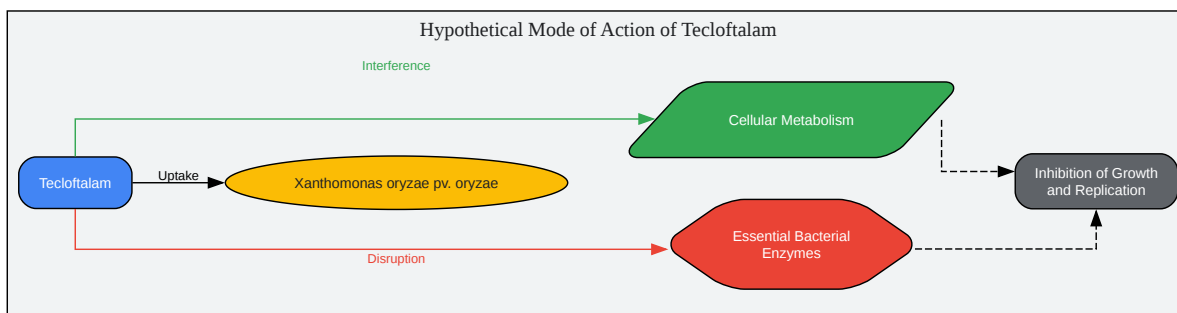 Hypothetical Mode of Action of Tecloftalam
Interference
Cellular Metabolism
Tecloftalam
Uptake
Xanthomonas oryzae pv. oryzae
Inhibition of Growth
and Replication
Essential Bacterial
Enzymes
Disruption